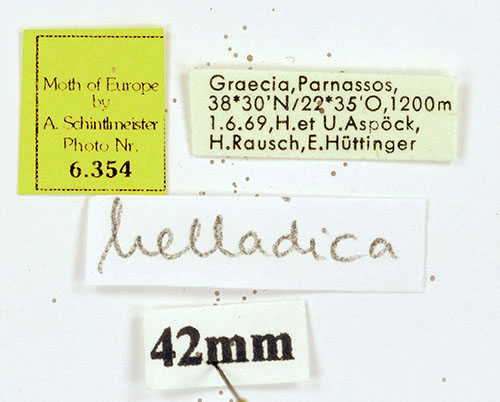 Moth of Europe
by
A. Schintlmeister
Photo Nr.
6.354
Graecia,Parnassos,
38*30'N/22*35'O,1200m
1.6.69,H.et U.Aspöck,
H.Rausch,E.Hüttinger
helladica
42mm